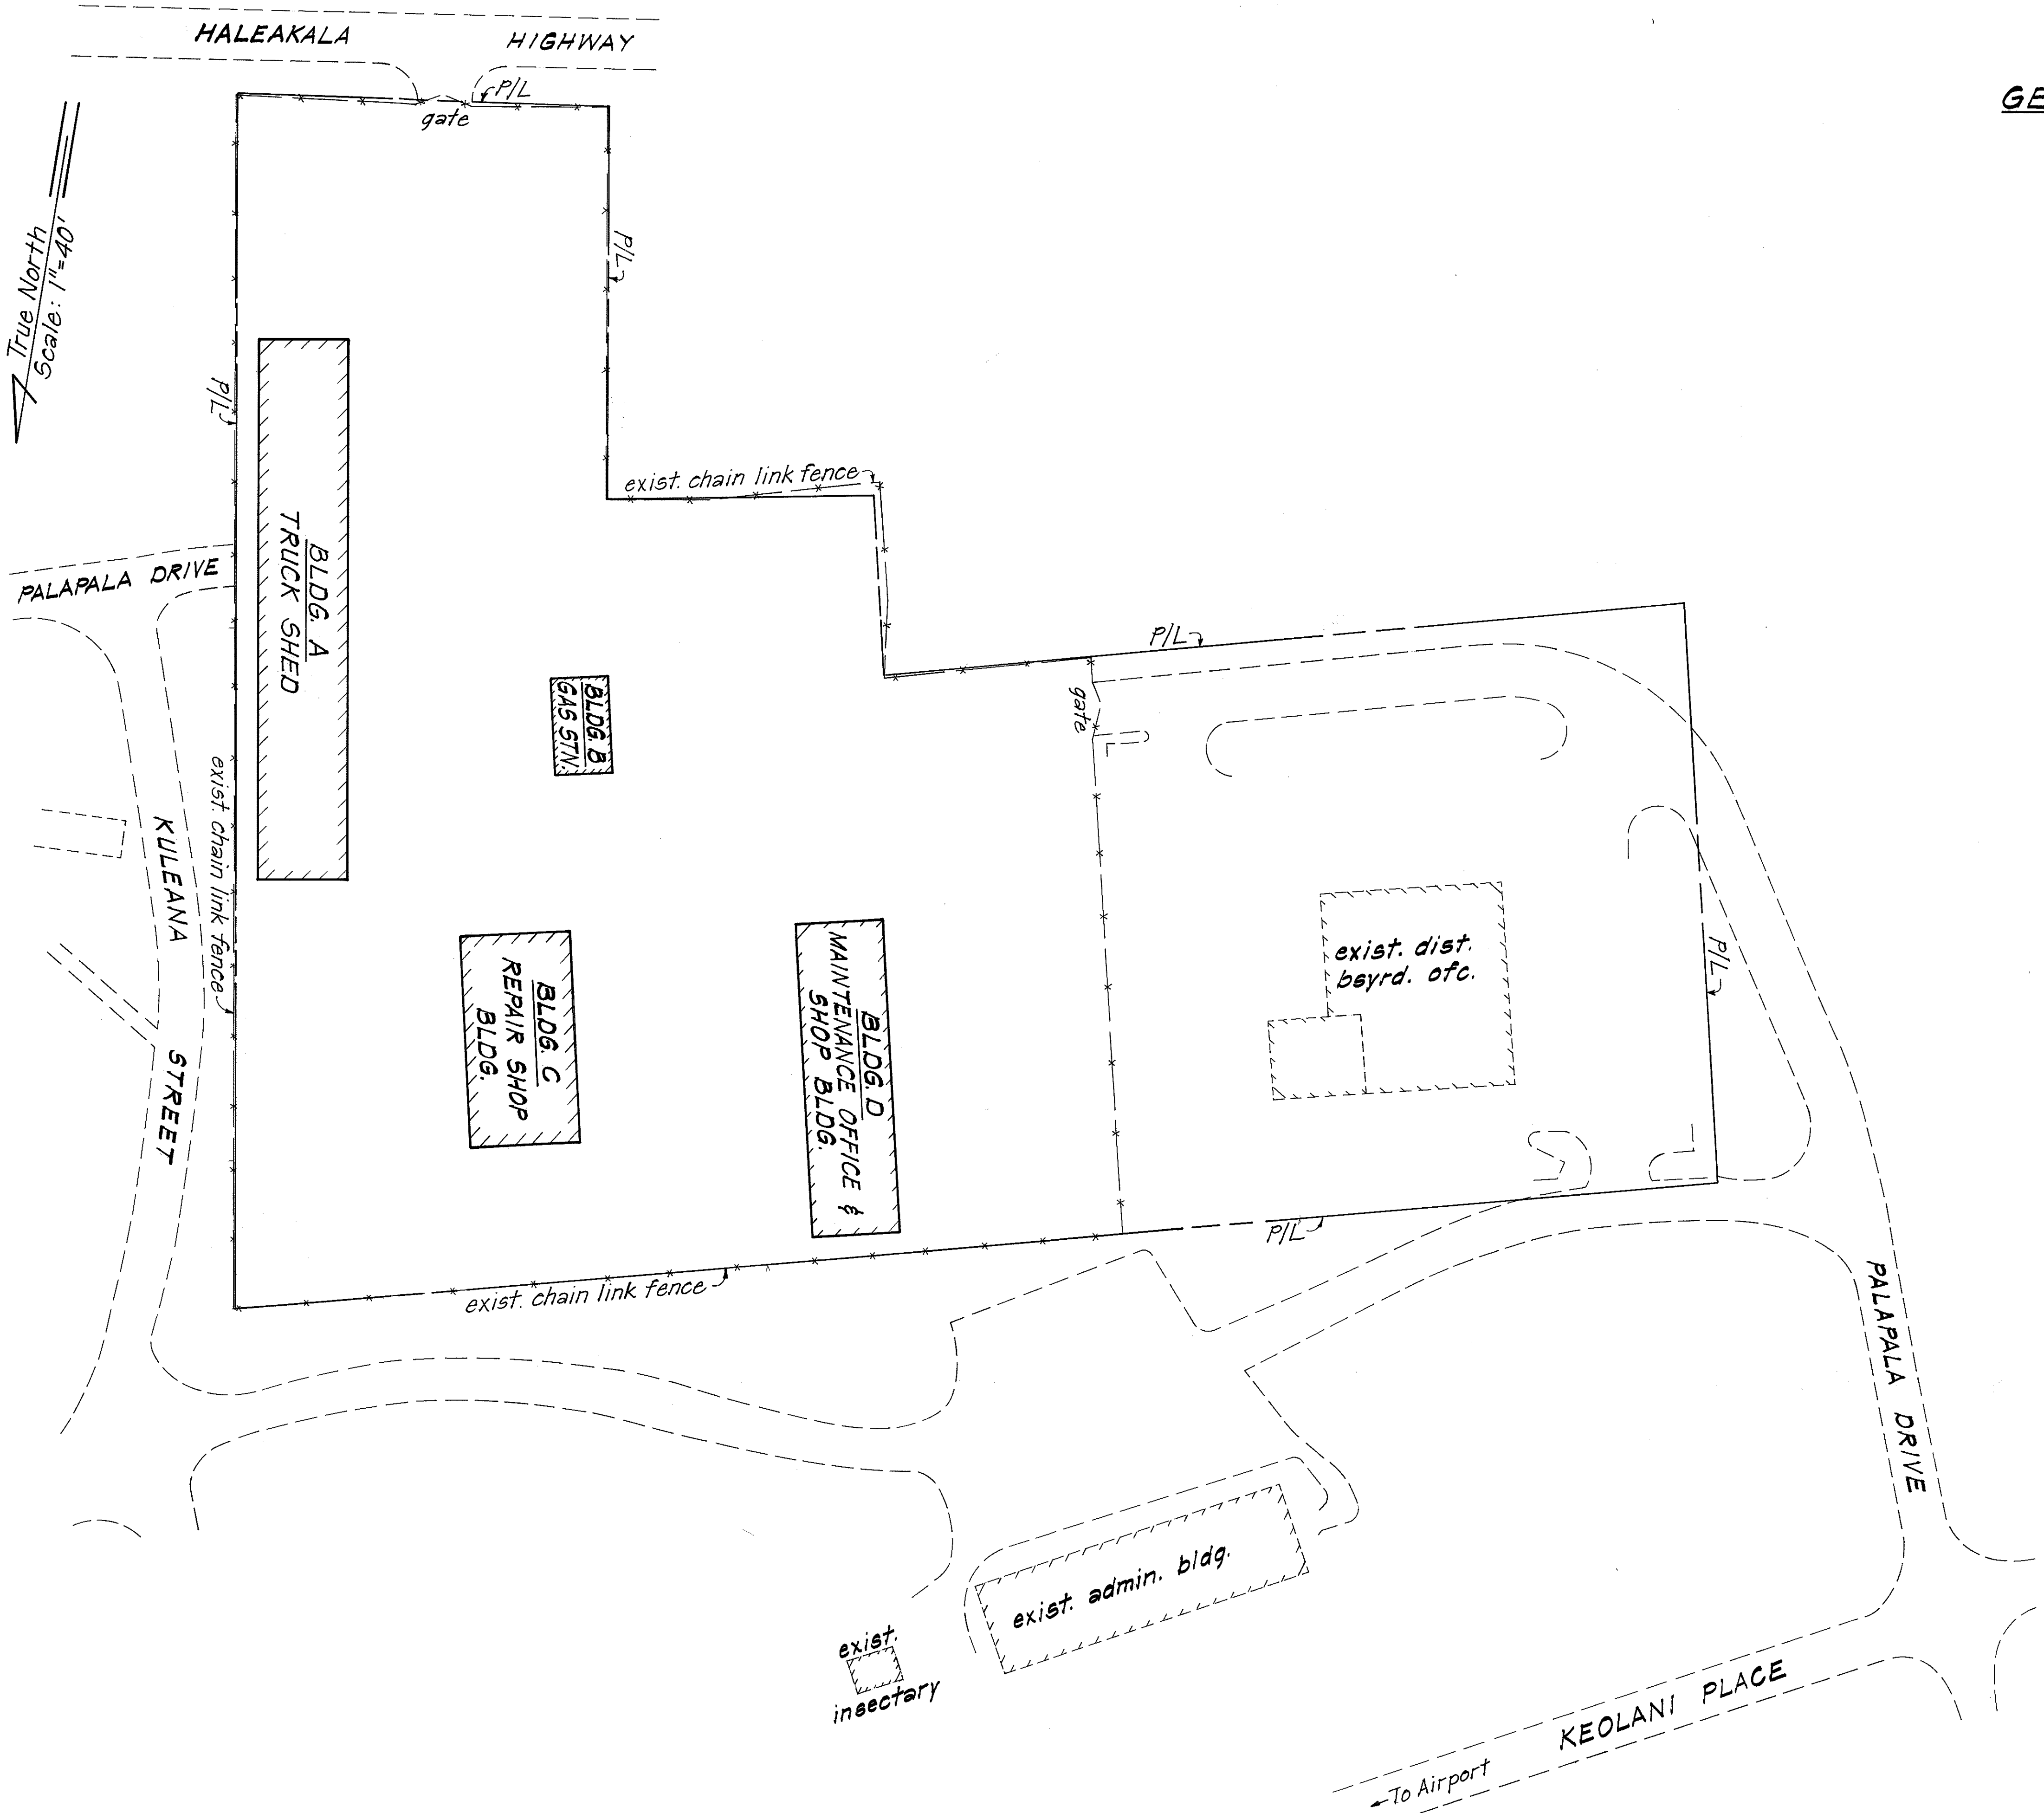 HALEAKALA HIGHWAY
GE
P/L
gate
True North
Scale: 1"=40'
P/L
P/L
exist. chain link fence
PALAPALA DRIVE
BLDG. A
TRUCK SHED
P/L
gate
BLDG. B
GAS STN.
exist. chain link fence
KULEANA STREET
BLDG. C
REPAIR SHOP
BLDG.
BLDG. D
MAINTENANCE OFFICE &
SHOP BLDG.
exist. dist.
bsyrd. ofc.
P/L
P/L
exist. chain link fence
PALAPALA DRIVE
exist. admin. bldg.
exist.
insectary
KEOLANI PLACE
To Airport